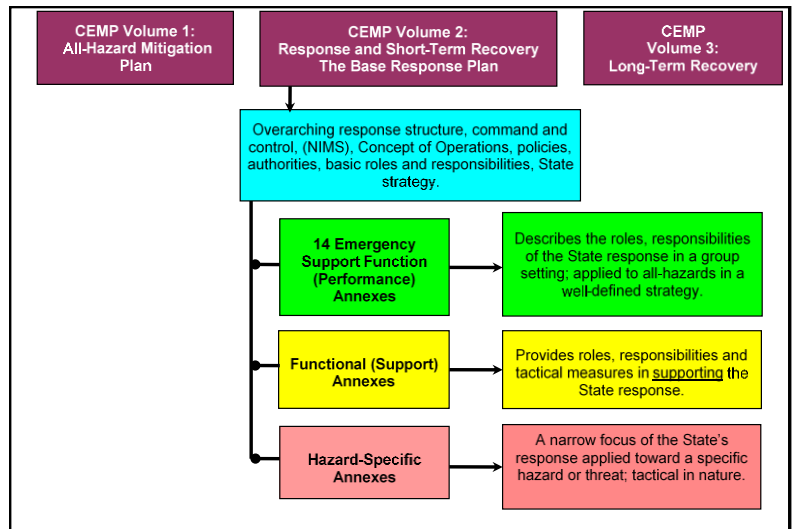 CEMP Volume 1:
All-Hazard Mitigation
Plan
CEMP Volume 2:
Response and Short-Term Recovery
The Base Response Plan
CEMP
Volume 3:
Long-Term Recovery
Overarching response structure, command and
control, (NIMS), Concept of Operations, policies,
authorities, basic roles and responsibilities, State
strategy.
14 Emergency
Support Function
(Performance)
Annexes
Describes the roles, responsibilities
of the State response in a group
setting; applied to all-hazards in a
well-defined strategy.
Functional (Support)
Annexes
Provides roles, responsibilities and
tactical measures in supporting the
State response.
Hazard-Specific
Annexes
A narrow focus of the State's
response applied toward a specific
hazard or threat; tactical in nature.